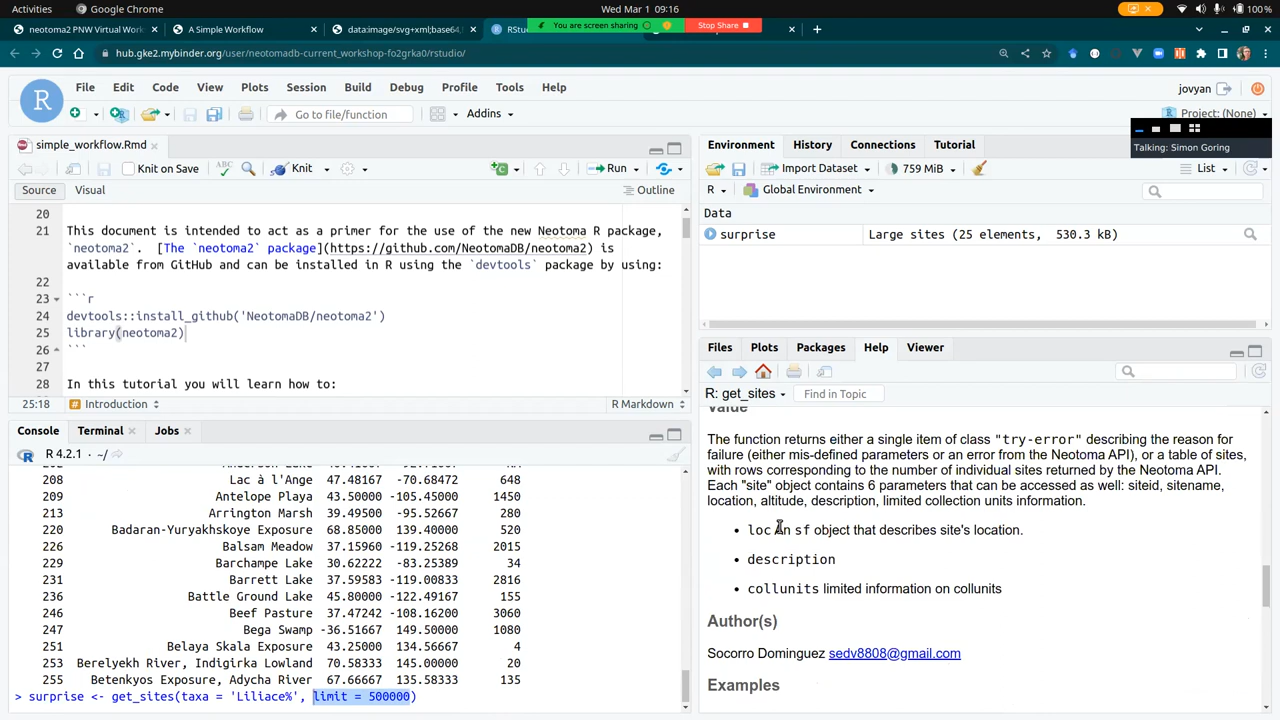 Activities
Google Chrome
Wed Mar 1 09:16
100 %
neotoma2 PNW Virtual Work
A Simple Workflow
data:image/svg+xml;base64,
RStu
You are screen sharing
Stop Share
hub.gke2.mybinder.org/user/neotomadb-current_workshop-fo2grka0/rstudio/
File Edit Code View Plots Session Build Debug Profile Tools Help
jovyan
Go to file/function
Addins
Project: (None)
Talking: Simon Goring
simple_workflow.Rmd
Knit on Save
Knit
Run
Source Visual
Outline
20
21 This document is intended to act as a primer for the use of the new Neotoma R package,
`neotoma2`. [The `neotoma2` package](https://github.com/NeotomaDB/neotoma2) is
available from GitHub and can be installed in R using the `devtools` package by using:
22
23 ```r
24 devtools::install_github('NeotomaDB/neotoma2')
25 library(neotoma2)
26 ```
27
28 In this tutorial you will learn how to:
25:18 # Introduction R Markdown
Console Terminal Jobs
R 4.2.1 · ~/
208 Lac à l'Ange 47.48167 -70.68472 648
209 Antelope Playa 43.50000 -105.45000 1450
213 Arrington Marsh 39.49500 -95.52667 280
220 Badaran-Yuryakhskoye Exposure 68.85000 139.40000 520
226 Balsam Meadow 37.15960 -119.25268 2015
229 Barchampe Lake 30.62222 -83.25389 34
231 Barrett Lake 37.59583 -119.00833 2816
236 Battle Ground Lake 45.80000 -122.49167 155
246 Beef Pasture 37.47242 -108.16200 3060
247 Bega Swamp -36.51667 149.50000 1080
251 Belaya Skala Exposure 43.25000 134.56667 4
253 Berelyekh River, Indigirka Lowland 70.58333 145.00000 20
255 Betenkyos Exposure, Adycha River 67.66667 135.58333 135
> surprise <- get_sites(taxa = 'Liliace%', limit = 500000)
Environment History Connections Tutorial
Import Dataset
759 MiB
List
R
Global Environment
Data
surprise Large sites (25 elements, 530.3 kB)
Files Plots Packages Help Viewer
R: get_sites
Find in Topic
Value
The function returns either a single item of class "try-error" describing the reason for
failure (either mis-defined parameters or an error from the Neotoma API), or a table of sites,
with rows corresponding to the number of individual sites returned by the Neotoma API.
Each "site" object contains 6 parameters that can be accessed as well: siteid, sitename,
location, altitude, description, limited collection units information.
• loc An sf object that describes site's location.
• description
• collunits limited information on collunits
Author(s)
Socorro Dominguez sedv8808@gmail.com
Examples